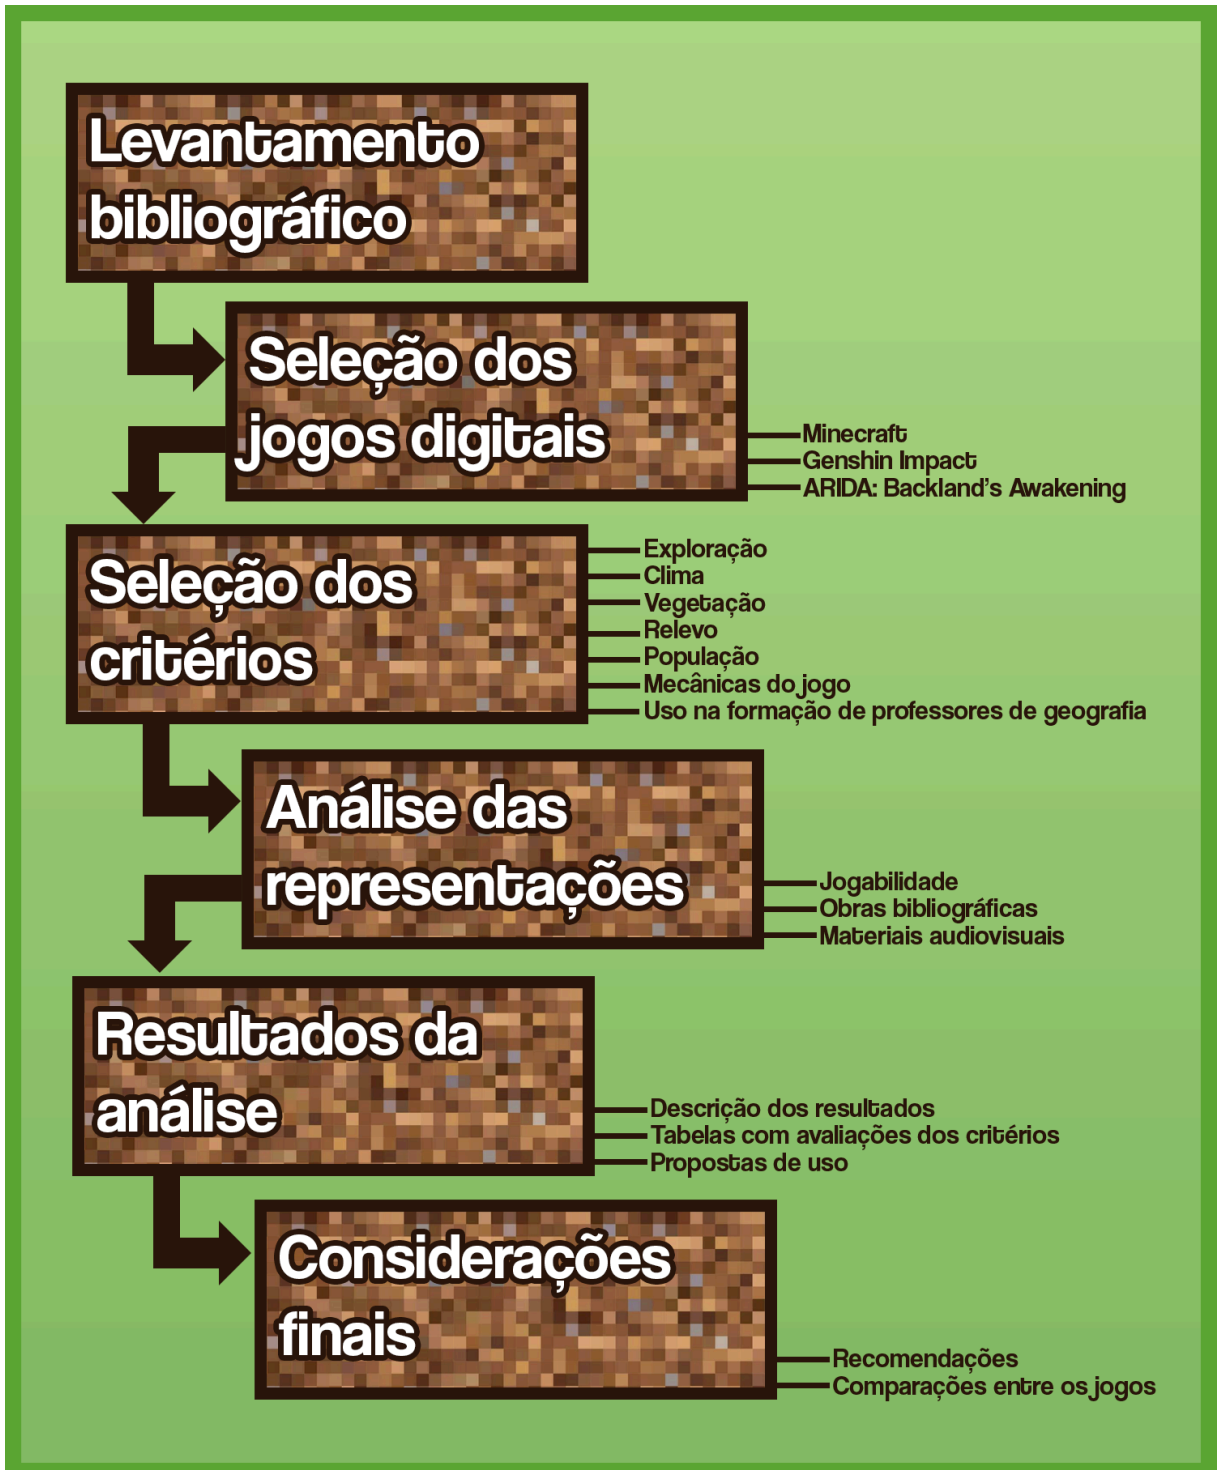 Levantamento
bibliográfico
Seleção dos
jogos digitais
Minecraft
Genshin Impact
ARIDA: Backland's Awakening
Seleção dos
critérios
Exploração
Clima
Vegetação
Relevo
População
Mecânicas do jogo
Uso na formação de professores de geografia
Análise das
representações
Jogabilidade
Obras bibliográficas
Materiais audiovisuais
Resultados da
análise
Descrição dos resultados
Tabelas com avaliações dos critérios
Propostas de uso
Considerações
finais
Recomendações
Comparações entre os jogos